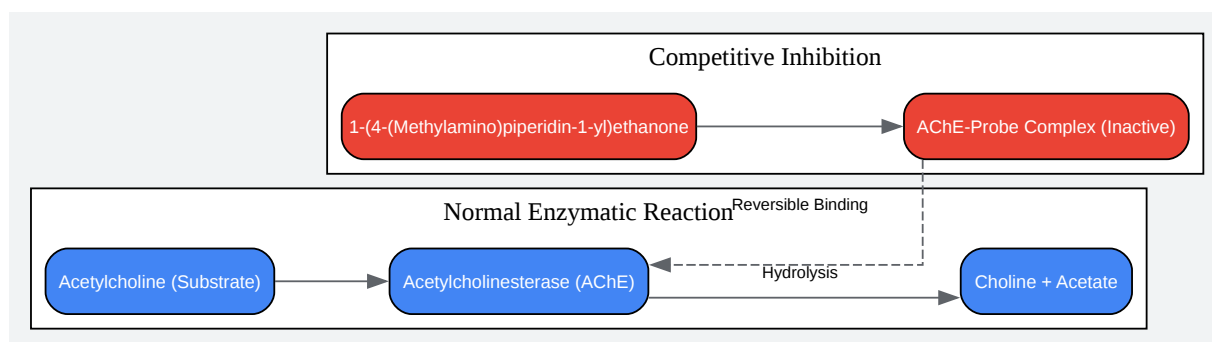 Competitive Inhibition
1-(4-(Methylamino)piperidin-1-yl)ethanone
AChE-Probe Complex (Inactive)
Normal Enzymatic Reaction
Reversible Binding
Acetylcholine (Substrate)
Acetylcholinesterase (AChE)
Hydrolysis
Choline + Acetate